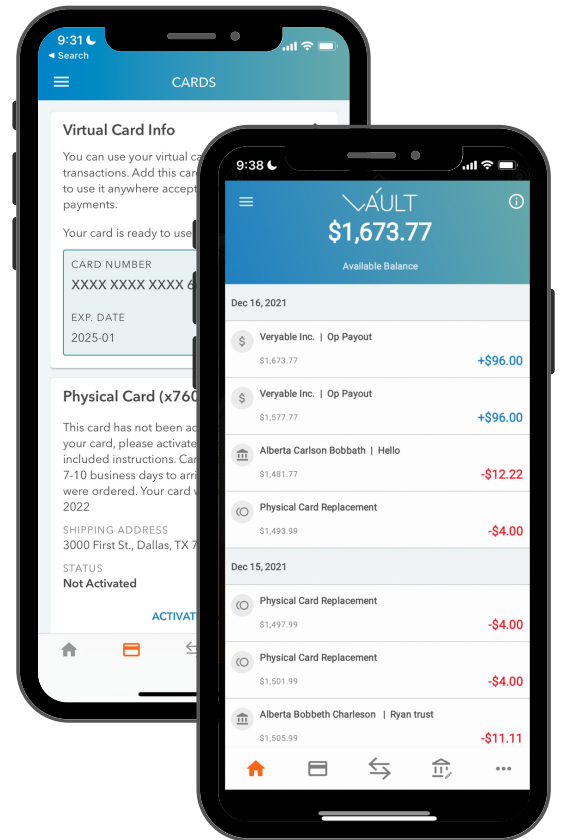 9:31
◄ Search
CARDS
Virtual Card Info
You can use your virtual
transactions. Add this
to use it anywhere accept
payments.
Your card is ready to use
CARD NUMBER
XXXX XXXX XXXX 6
EXP. DATE
2025-01
Physical Card (x760
This card has not been
your card, please activate
included instructions.
7-10 business days to
were ordered. Your card
2022
SHIPPING ADDRESS
3000 First St., Dallas, TX 7
STATUS
Not Activated
ACTIVAT
9:38
VAULT
$1,673.77
Available Balance
Dec 16, 2021
Veryable Inc. | Op Payout
$1,673.77
+$96.00
Veryable Inc. | Op Payout
$1,577.77
+$96.00
Alberta Carlson Bobbath | Hello
$1,481.77
-$12.22
Physical Card Replacement
$1,493.99
-$4.00
Dec 15, 2021
Physical Card Replacement
$1,497.99
-$4.00
Physical Card Replacement
$1,501.99
-$4.00
Alberta Bobbeth Charleson | Ryan trust
$1,505.99
-$11.11